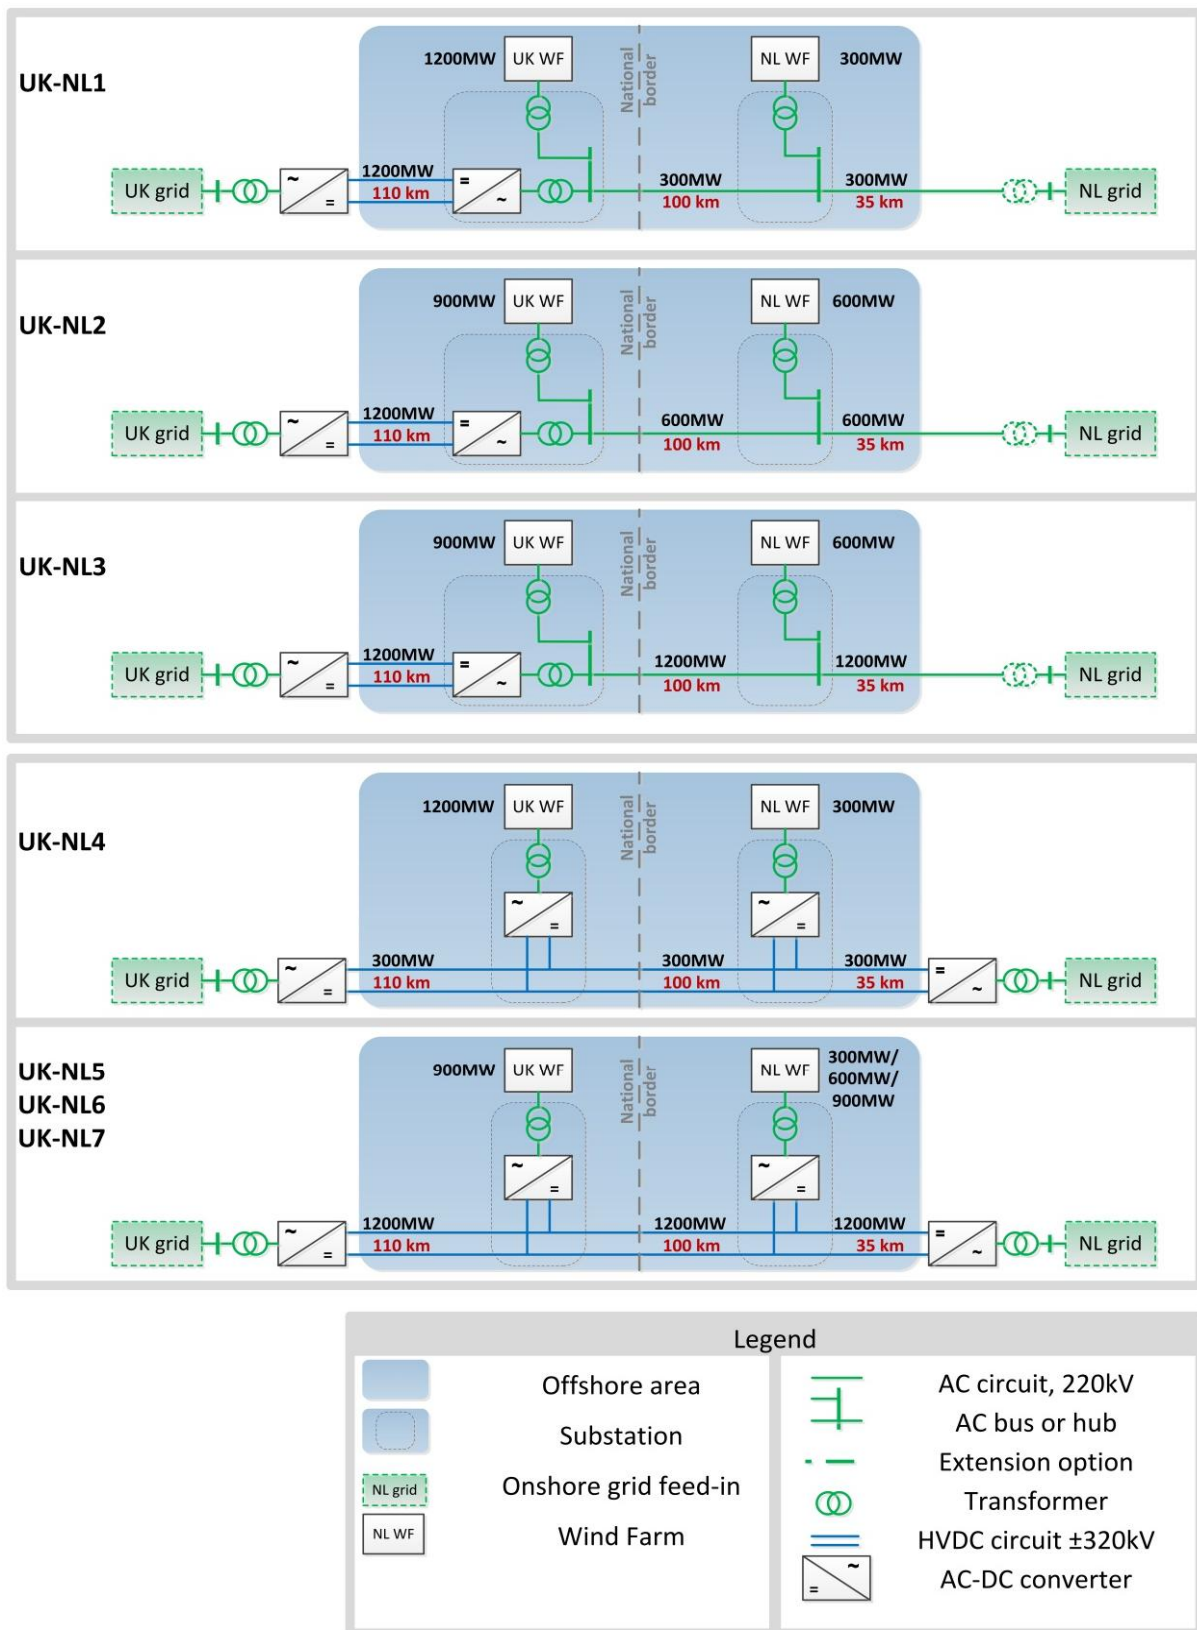 UK-NL1
1200MW
UK WF
National
border
NL WF
300MW
UK grid
~
=
1200MW
110 km
=
~
300MW
100 km
300MW
35 km
NL grid
UK-NL2
900MW
UK WF
National
border
NL WF
600MW
UK grid
~
=
1200MW
110 km
=
~
600MW
100 km
600MW
35 km
NL grid
UK-NL3
900MW
UK WF
National
border
NL WF
600MW
UK grid
~
=
1200MW
110 km
=
~
1200MW
100 km
1200MW
35 km
NL grid
UK-NL4
1200MW
UK WF
National
border
NL WF
300MW
~
=
~
=
UK grid
~
=
300MW
110 km
300MW
100 km
300MW
35 km
=
~
NL grid
UK-NL5
UK-NL6
UK-NL7
900MW
UK WF
National
border
NL WF
300MW/
600MW/
900MW
~
=
~
=
UK grid
~
=
1200MW
110 km
1200MW
100 km
1200MW
35 km
=
~
NL grid
Legend
Offshore area
Substation
NL grid
Onshore grid feed-in
NL WF
Wind Farm
AC circuit, 220kV
AC bus or hub
Extension option
Transformer
HVDC circuit ±320kV
~
=
AC-DC converter